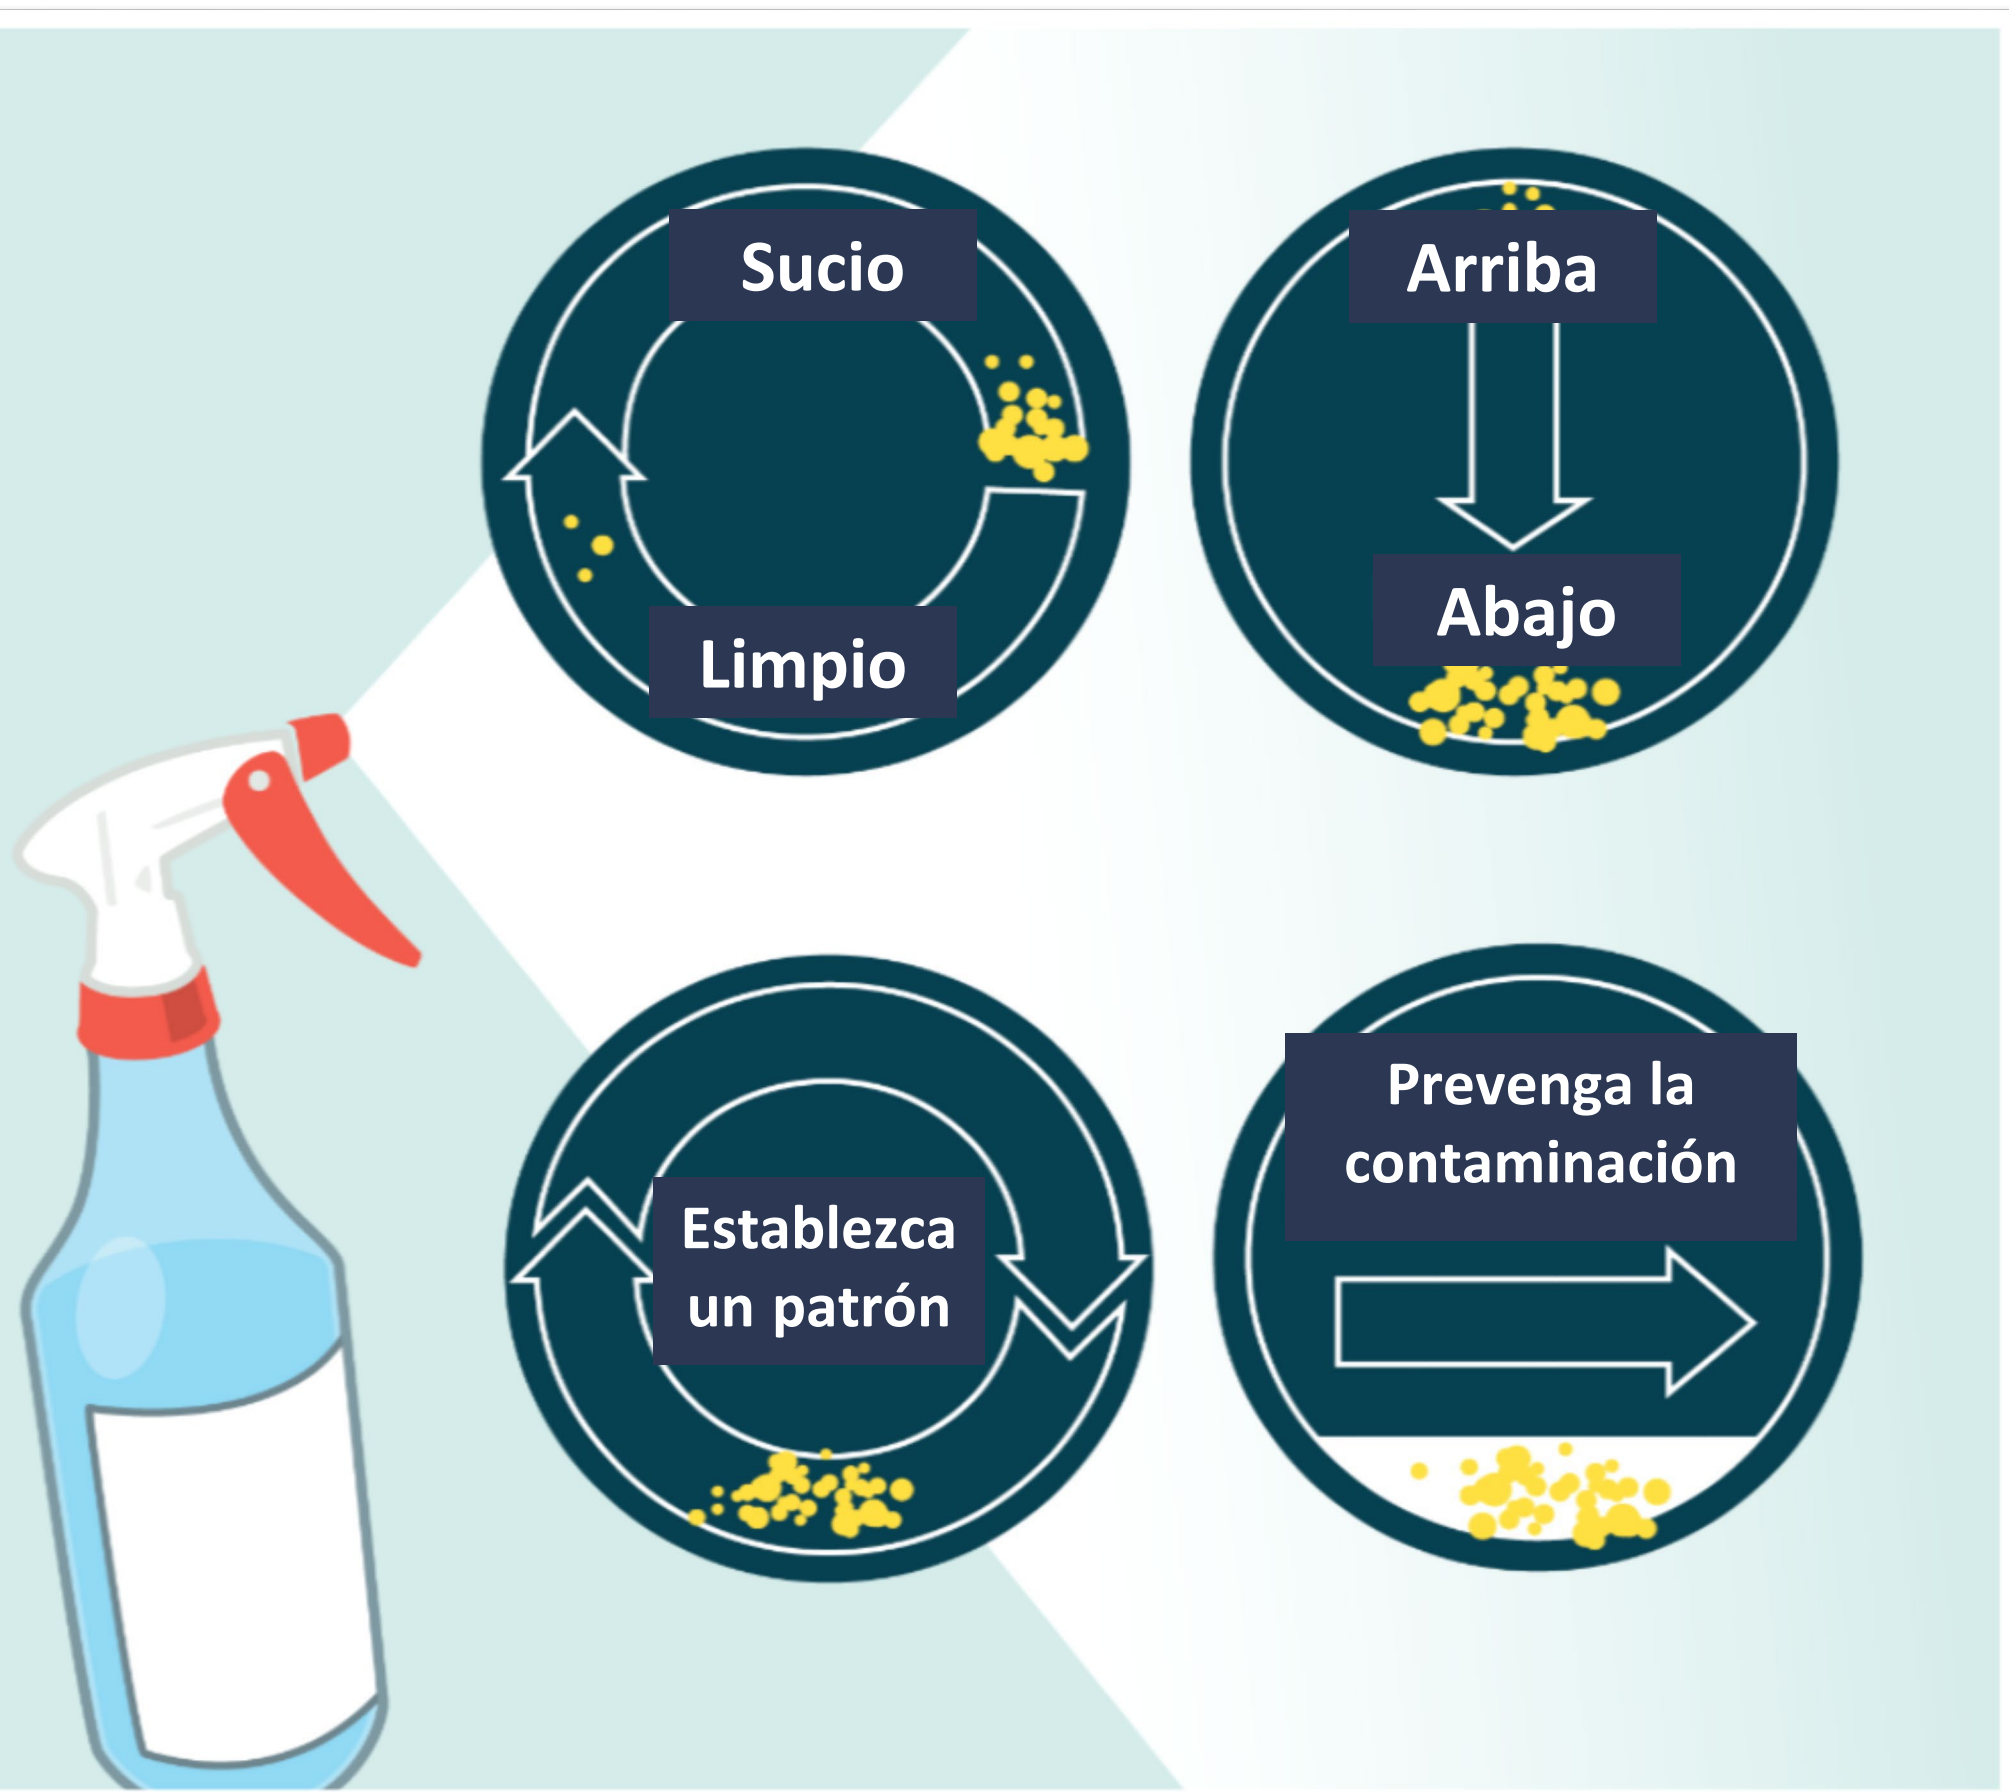 Sucio
Limpio
Arriba
Abajo
Establezca
un patrón
Prevenga la
contaminación